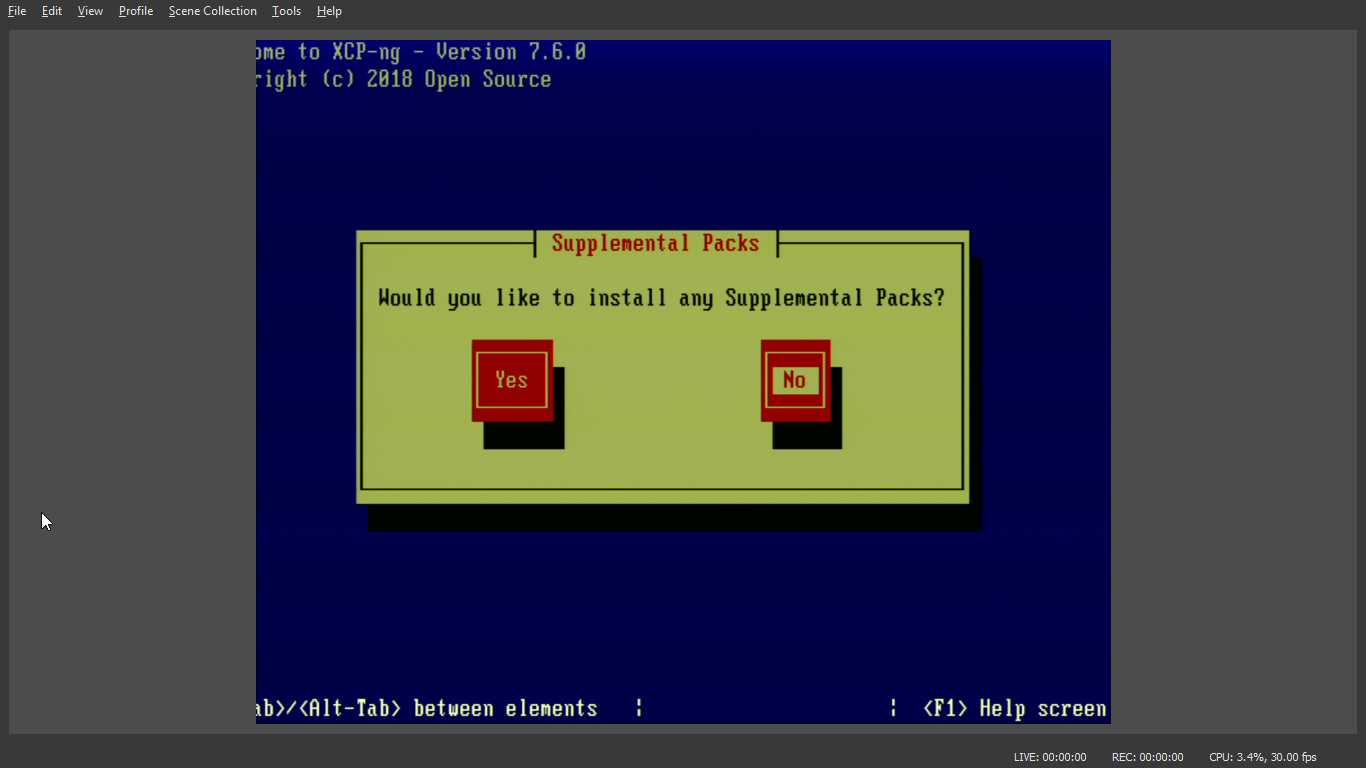 File Edit View Profile Scene Collection Tools Help
ome to XCP-ng - Version 7.6.0
right (c) 2018 Open Source
Supplemental Packs
Would you like to install any Supplemental Packs?
Yes No
ab>/<Alt-Tab> between elements ¦ ¦ <F1> Help screen
LIVE: 00:00:00 REC: 00:00:00 CPU: 3.4%, 30.00 fps